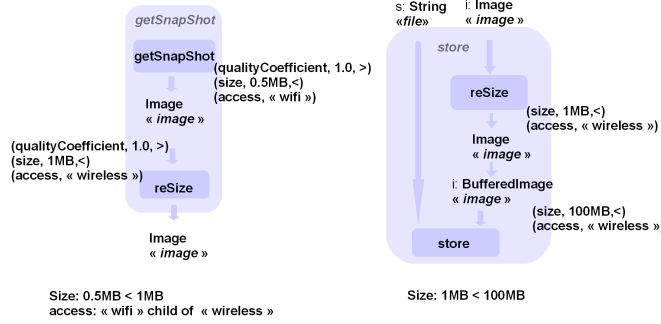 getSnapShot
getSnapShot
(qualityCoefficient, 1.0, >)
(size, 0.5MB,<)
(access, « wifi »)
Image
« image »
(qualityCoefficient, 1.0, >)
(size, 1MB,<)
(access, « wireless »)
reSize
Image
« image »
Size: 0.5MB < 1MB
access: « wifi » child of « wireless »
s: String
«file»
i: Image
« image »
store
reSize
(size, 1MB,<)
(access, « wireless »)
Image
« image »
i: BufferedImage
« image »
(size, 100MB,<)
(access, « wireless »
store
Size: 1MB < 100MB